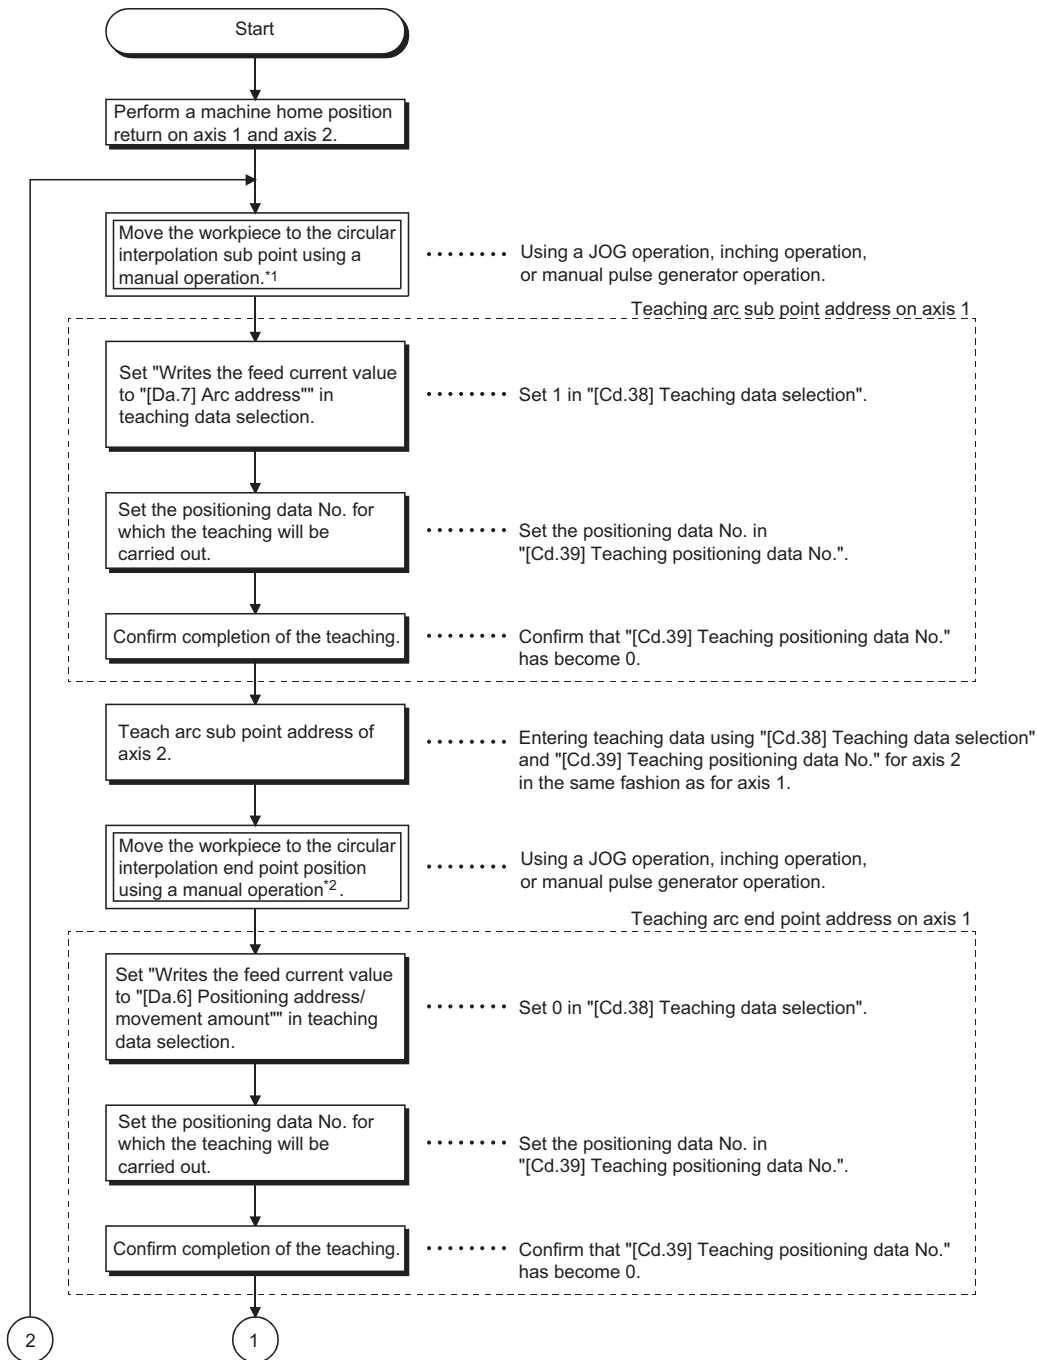 Start
Perform a machine home position
return on axis 1 and axis 2.
Move the workpiece to the circular
interpolation sub point using a
manual operation.*1
Using a JOG operation, inching operation,
or manual pulse generator operation.
Teaching arc sub point address on axis 1
Set "Writes the feed current value
to "[Da.7] Arc address"" in
teaching data selection.
Set 1 in "[Cd.38] Teaching data selection".
Set the positioning data No. for
which the teaching will be
carried out.
Set the positioning data No. in
"[Cd.39] Teaching positioning data No.".
Confirm completion of the teaching.
Confirm that "[Cd.39] Teaching positioning data No."
has become 0.
Teach arc sub point address of
axis 2.
Entering teaching data using "[Cd.38] Teaching data selection"
and "[Cd.39] Teaching positioning data No." for axis 2
in the same fashion as for axis 1.
Move the workpiece to the circular
interpolation end point position
using a manual operation*2.
Using a JOG operation, inching operation,
or manual pulse generator operation.
Teaching arc end point address on axis 1
Set "Writes the feed current value
to "[Da.6] Positioning address/
movement amount"" in teaching
data selection.
Set 0 in "[Cd.38] Teaching data selection".
Set the positioning data No. for
which the teaching will be
carried out.
Set the positioning data No. in
"[Cd.39] Teaching positioning data No.".
Confirm completion of the teaching.
Confirm that "[Cd.39] Teaching positioning data No."
has become 0.
2
1